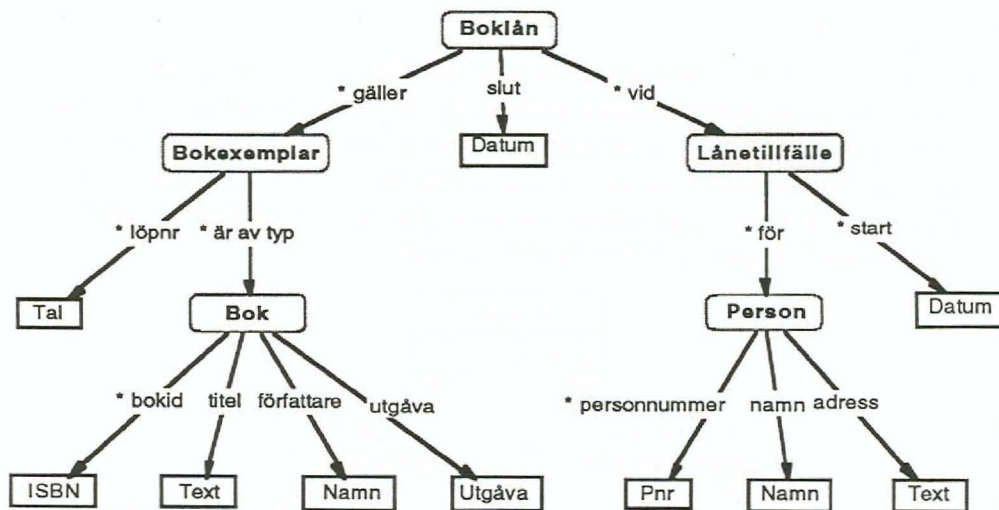 Boklån
* gäller
slut
* vid
Bokexemplar
Datum
Lånetillfälle
* löpnr
* är av typ
* för
* start
Tal
Bok
Person
Datum
* bokid
titel
författare
utgåva
* personnummer
namn
adress
ISBN
Text
Namn
Utgåva
Pnr
Namn
Text